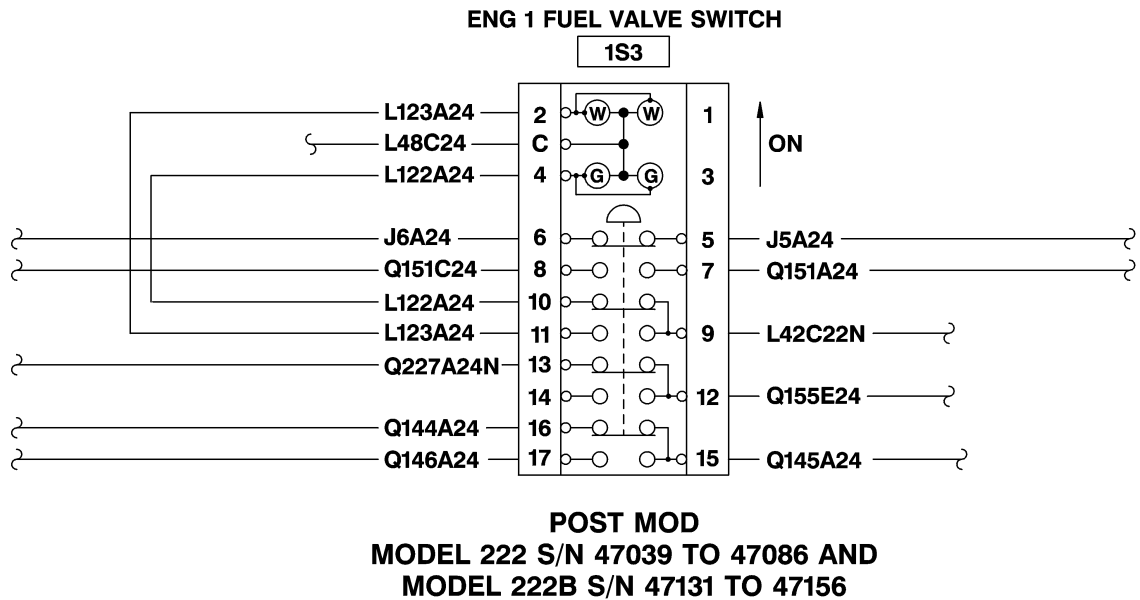 ENG 1 FUEL VALVE SWITCH
1S3
L123A24 2 W W 1
L48C24 C ON
L122A24 4 G G 3
J6A24 6 5 J5A24
Q151C24 8 7 Q151A24
L122A24 10
L123A24 11 9 L42C22N
Q227A24N 13
14 12 Q155E24
Q144A24 16
Q146A24 17 15 Q145A24
POST MOD
MODEL 222 S/N 47039 TO 47086 AND
MODEL 222B S/N 47131 TO 47156